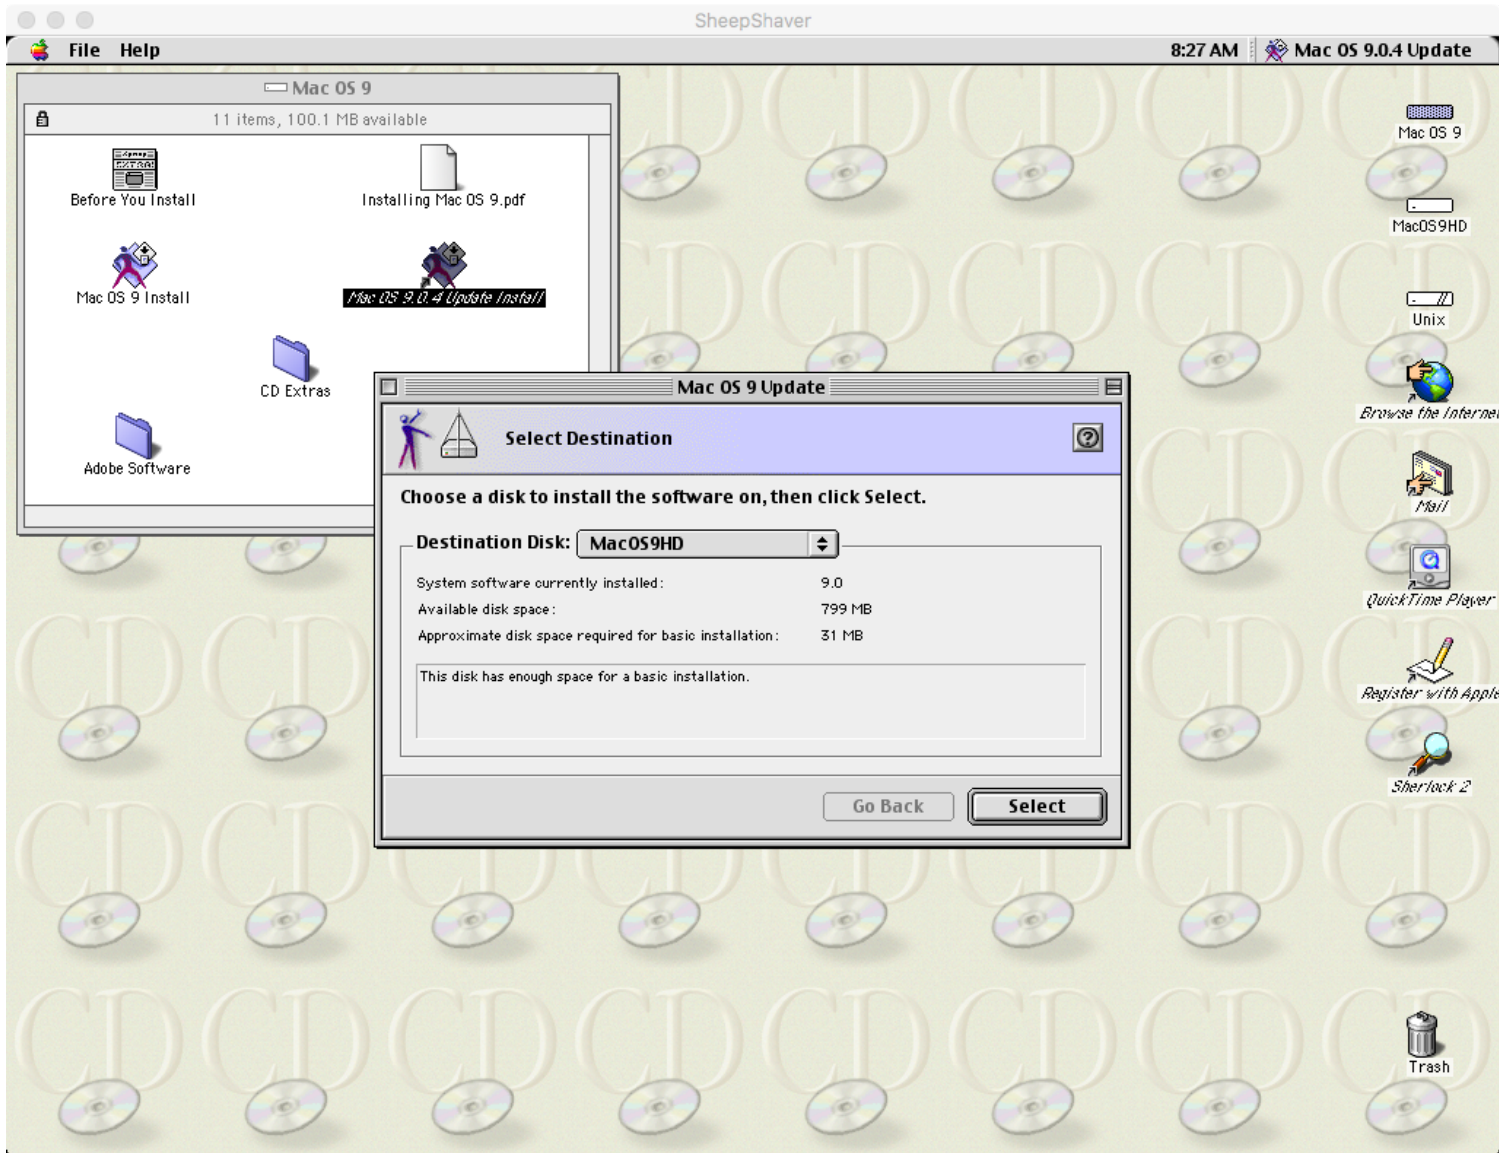 SheepShaver
File Help
8:27 AM Mac OS 9.0.4 Update
Mac OS 9
11 items, 100.1 MB available
Before You Install
Installing Mac OS 9.pdf
Mac OS 9 Install
Mac OS 9.0.4 Update Install
CD Extras
Adobe Software
Mac OS 9 Update
Select Destination
Choose a disk to install the software on, then click Select.
Destination Disk: MacOS9HD
System software currently installed: 9.0
Available disk space: 799 MB
Approximate disk space required for basic installation: 31 MB
This disk has enough space for a basic installation.
Go Back Select
Mac OS 9
MacOS9HD
Unix
Browse the Internet
Mail
QuickTime Player
Register with Apple
Sherlock 2
Trash